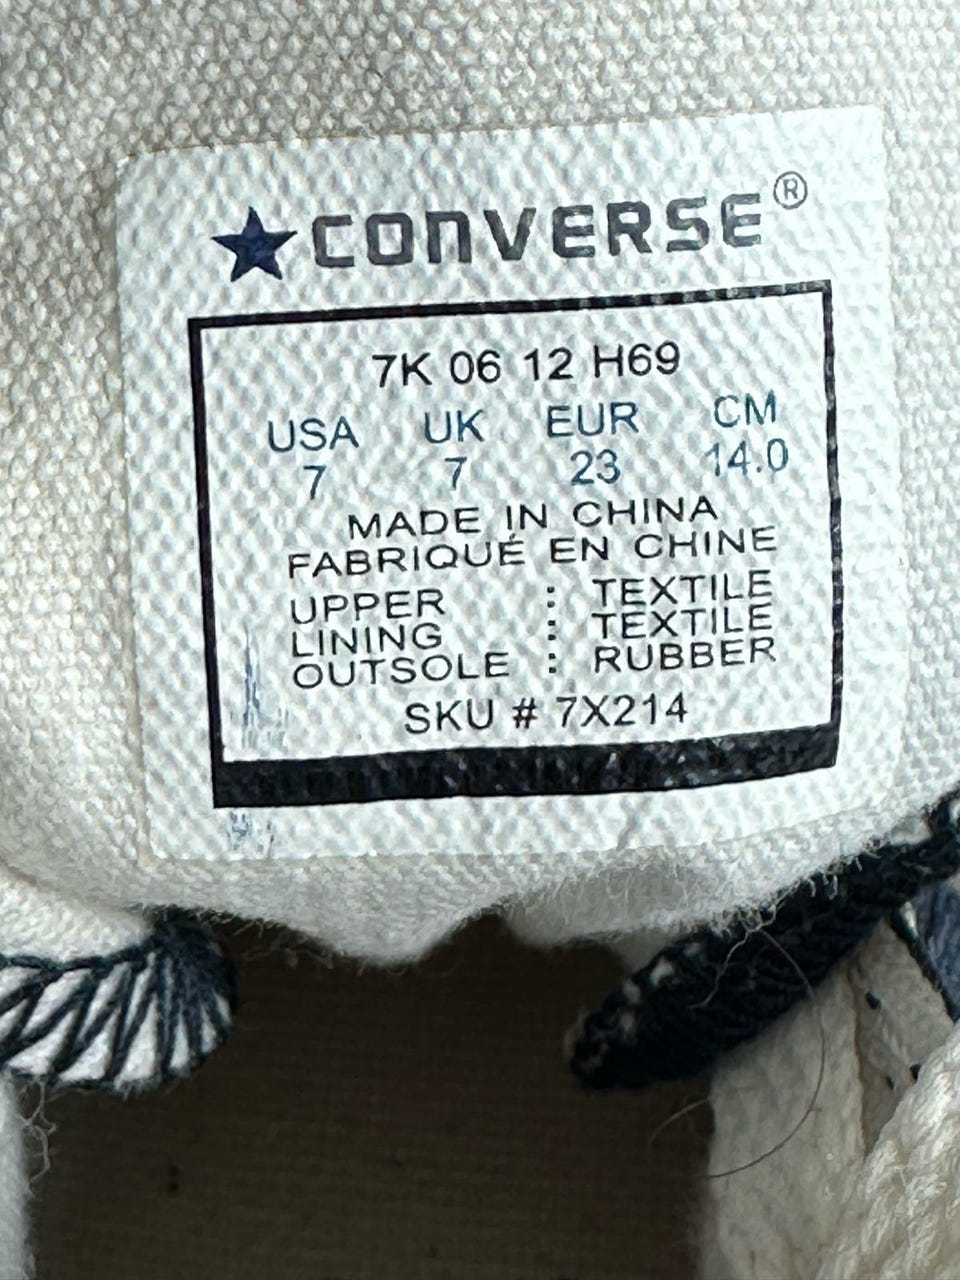 ★CONVERSE®
7K 06 12 H69
USA UK EUR CM
7 7 23 14.0
MADE IN CHINA
FABRIQUÉ EN CHINE
UPPER : TEXTILE
LINING : TEXTILE
OUTSOLE : RUBBER
SKU # 7X214